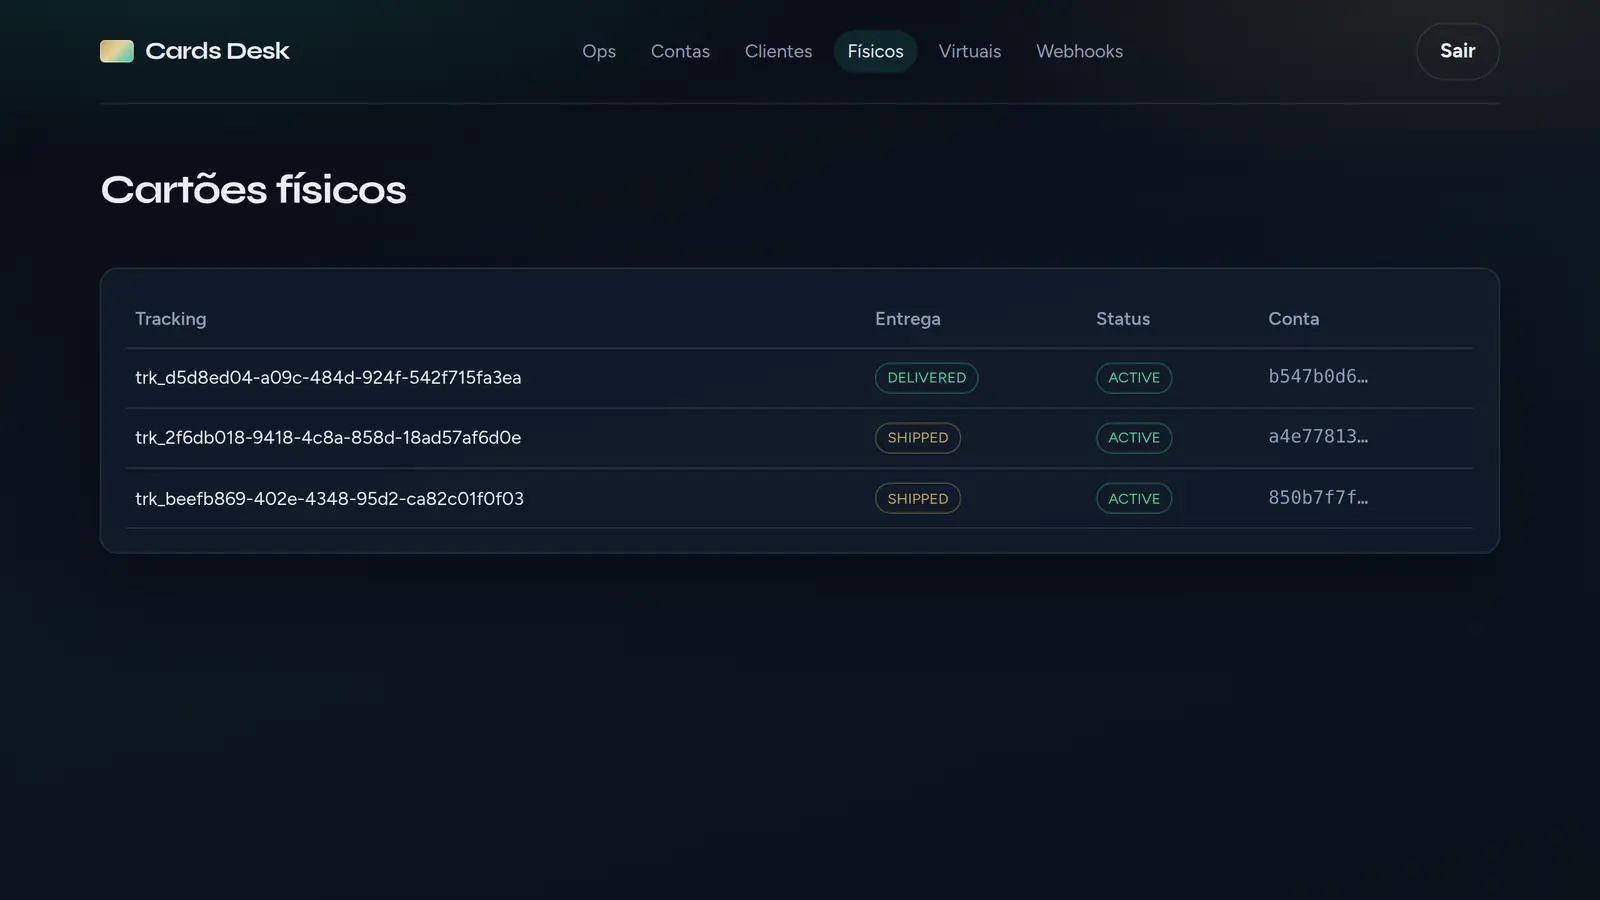 Cards Desk Ops Contas Clientes Físicos Virtuais Webhooks Sair
Cartões físicos
Tracking Entrega Status Conta
trk_d5d8ed04-a09c-484d-924f-542f715fa3ea DELIVERED ACTIVE b547b0d6…
trk_2f6db018-9418-4c8a-858d-18ad57af6d0e SHIPPED ACTIVE a4e77813…
trk_beefb869-402e-4348-95d2-ca82c01f0f03 SHIPPED ACTIVE 850b7f7f…